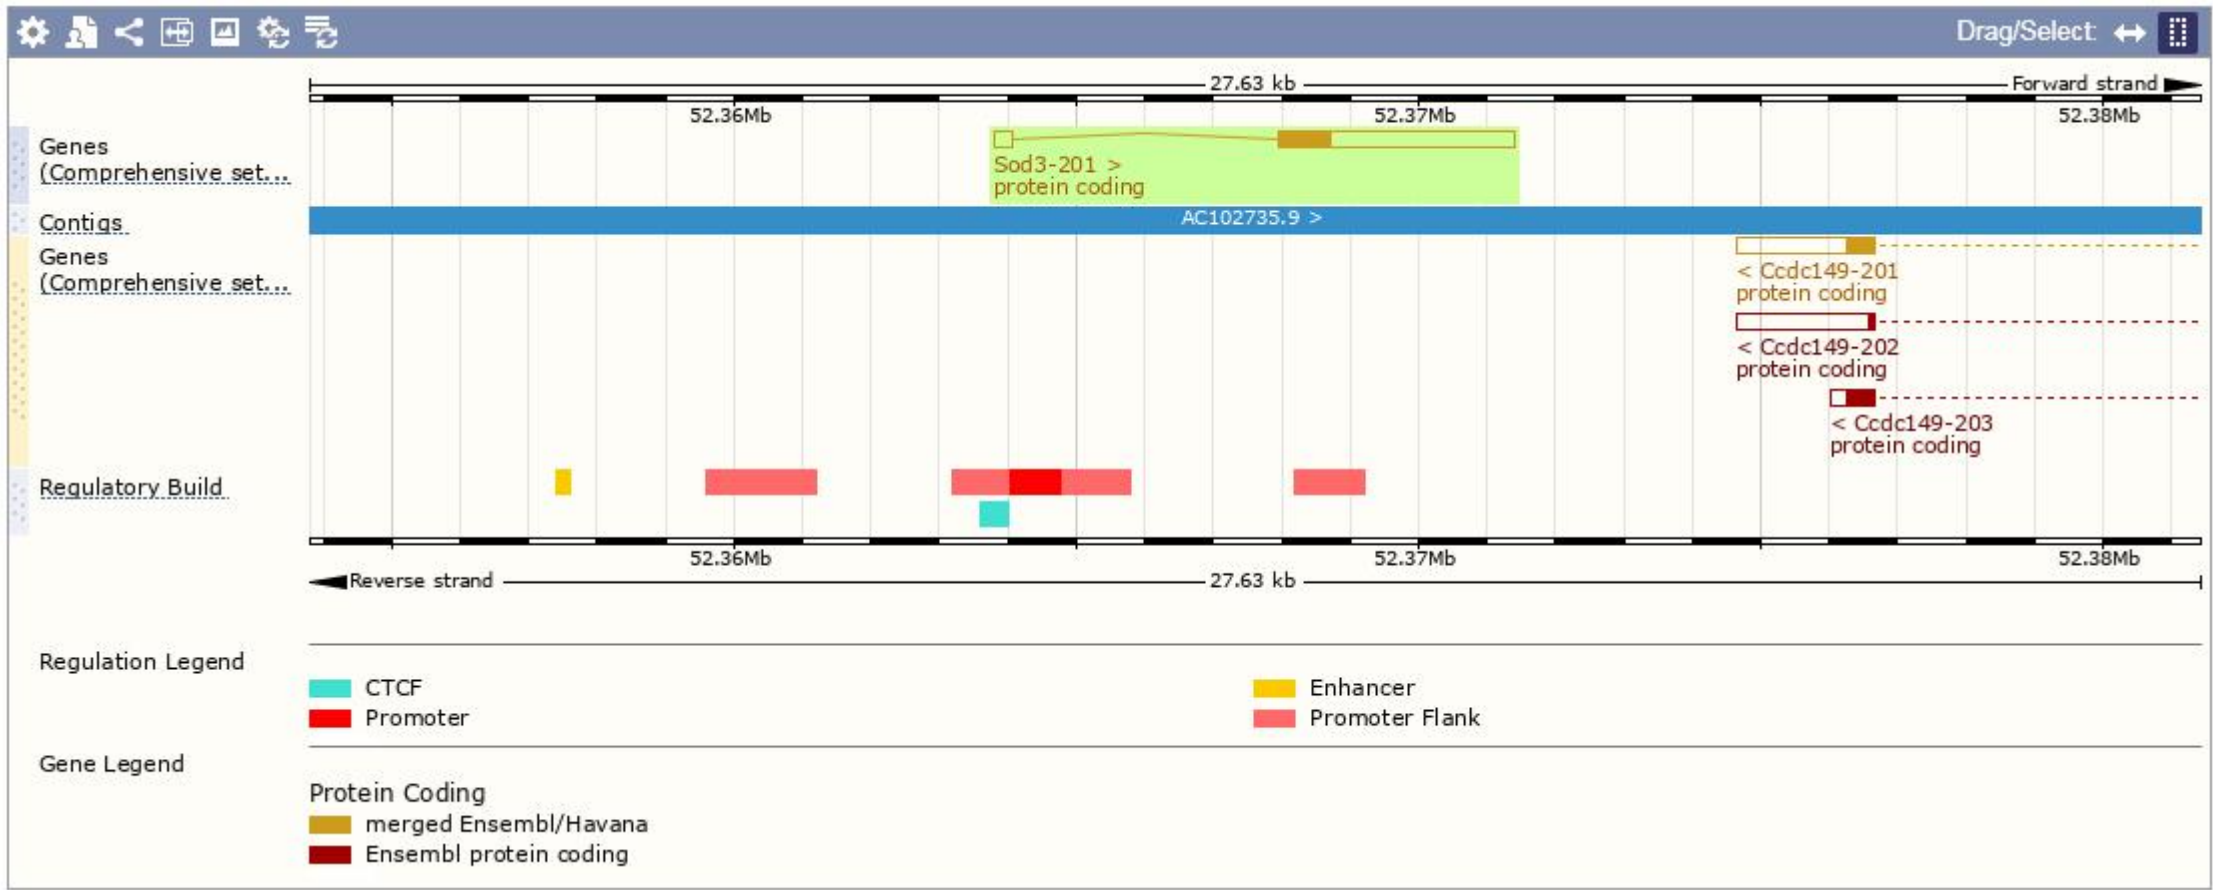 Drag/Select:
27.63 kb
Forward strand
52.36Mb 52.37Mb 52.38Mb
Genes
(Comprehensive set...
Sod3-201 >
protein coding
Contigs
AC102735.9 >
Genes
(Comprehensive set...
< Ccdc149-201
protein coding
< Ccdc149-202
protein coding
< Ccdc149-203
protein coding
Regulatory Build
52.36Mb 52.37Mb 52.38Mb
Reverse strand
27.63 kb
Regulation Legend
CTCF
Enhancer
Promoter
Promoter Flank
Gene Legend
Protein Coding
merged Ensembl/Havana
Ensembl protein coding